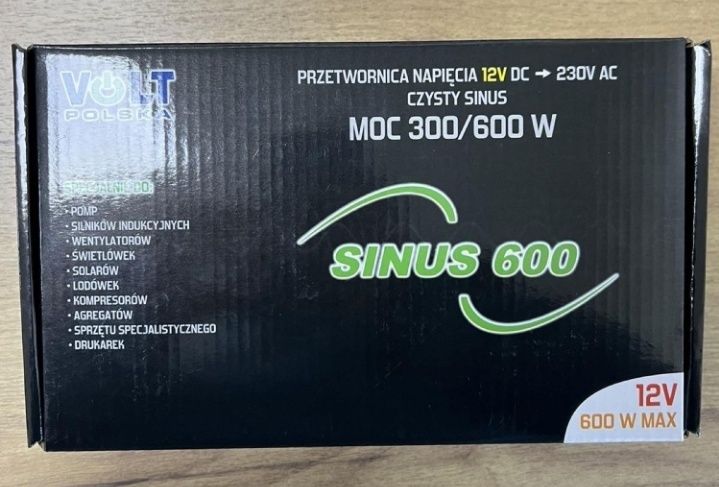 VOLT
POLSKA
PRZETWORNICA NAPIĘCIA 12V DC → 230V AC
CZYSTY SINUS
MOC 300/600 W
SPECJALNIE DO:
• POMP
• SILNIKÓW INDUKCYJNYCH
• WENTYLATORÓW
• ŚWIETLÓWEK
• SOLARÓW
• LODÓWEK
• KOMPRESORÓW
• AGREGATÓW
• SPRZĘTU SPECJALISTYCZNEGO
• DRUKAREK
SINUS 600
12V
600 W MAX